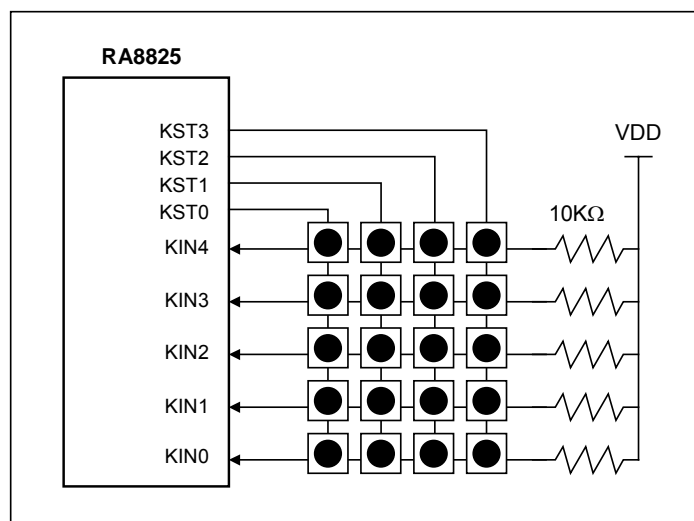 RA8825
KST3
VDD
KST2
KST1
KST0
10KΩ
KIN4
KIN3
KIN2
KIN1
KIN0